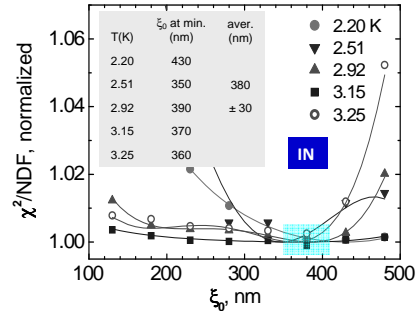 1.06
1.04
1.02
1.00
χ²/NDF, normalized
T(K) ξ₀ at min. (nm) aver. (nm)
2.20 430
2.51 350 380
2.92 390 ± 30
3.15 370
3.25 360
2.20 K
2.51
2.92
3.15
3.25
IN
100 200 300 400 500
ξ₀, nm